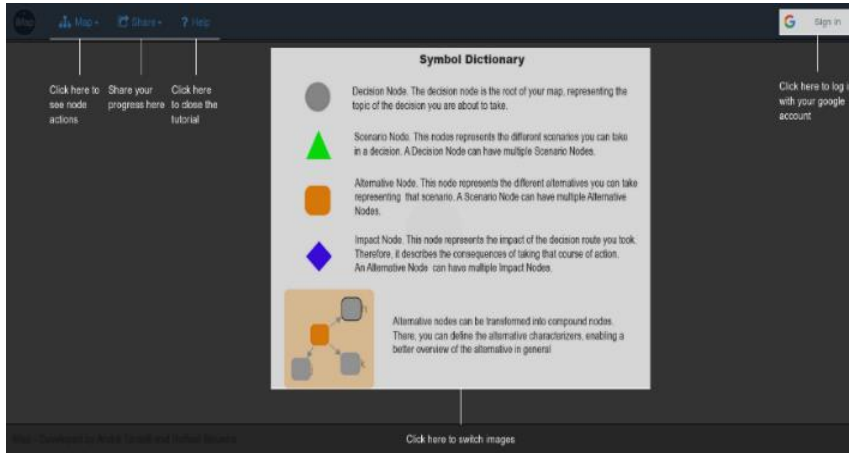 Map
Map
Share
? Help
Sign in
Click here to
see node
actions
Share your
progress here
Click here
to close the
tutorial
Click here to log i
with your google
account
Symbol Dictionary
Decision Node. The decision node is the root of your map, representing the
topic of the decision you are about to take.
Scenario Node. This nodes represents the different scenarios you can take
in a decision. A Decision Node can have multiple Scenario Nodes.
Alternative Node. This node represents the different alternatives you can take
representing that scenario. A Scenario Node can have multiple Alternative
Nodes.
Impact Node. This node represents the impact of the decision route you took.
Therefore, it describes the consequences of taking that course of action.
An Alternative Node can have multiple Impact Nodes.
Alternative nodes can be transformed into compound nodes.
There, you can define the alternative characterizers, enabling a
better overview of the alternative in general
Click here to switch images